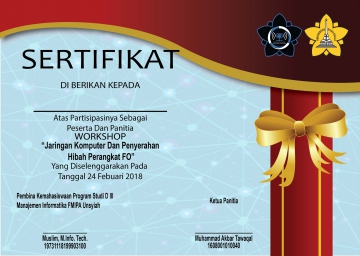 SERTIFIKAT
DI BERIKAN KEPADA
Atas Partisipasinya Sebagai
Peserta Dan Panitia
WORKSHOP
“Jaringan Komputer Dan Penyerahan
Hibah Perangkat FO”
Yang Diselenggarakan Pada
Tanggal 24 Febuari 2018
Pembina Kemahasiswaan Program Studi D III
Manajemen Informatika FMIPA Unsyiah
Ketua Panitia
Muslim, M.Info. Tech.
19731118199903100
Muhammad Akbar Tawaqal
1608001010040